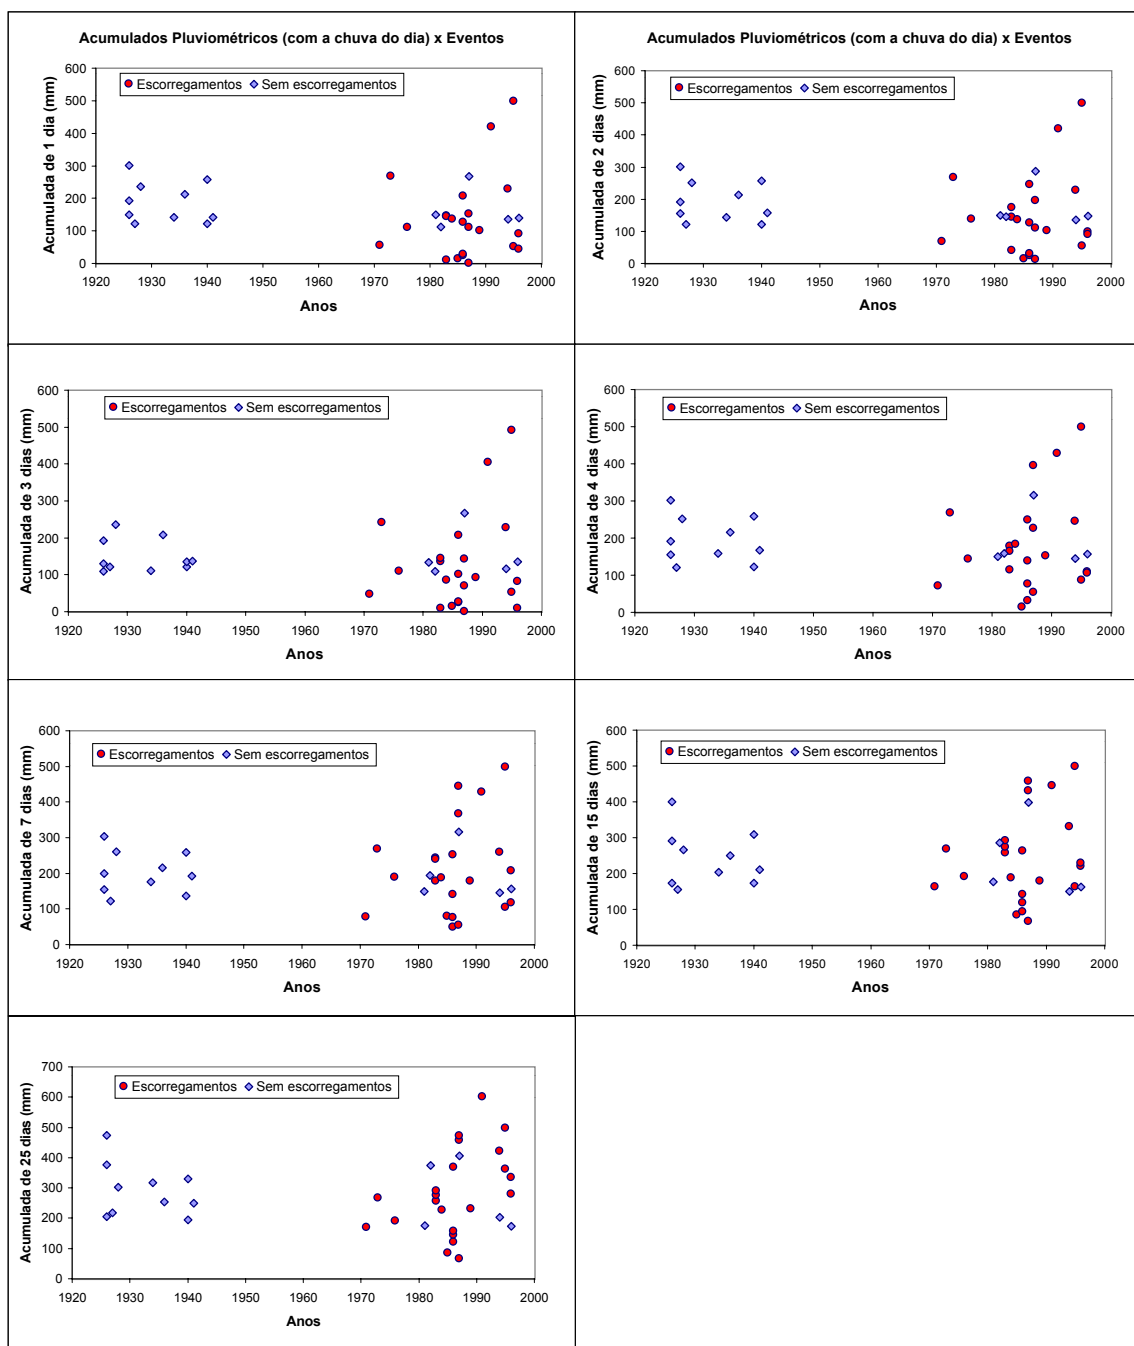 Acumulados Pluviométricos (com a chuva do dia) x Eventos
Acumulada de 1 dia (mm)
600
500
400
300
200
100
0
Escorregamentos Sem escorregamentos
1920 1930 1940 1950 1960 1970 1980 1990 2000
Anos
Acumulados Pluviométricos (com a chuva do dia) x Eventos
Acumulada de 2 dias (mm)
600
500
400
300
200
100
0
Escorregamentos Sem escorregamentos
1920 1930 1940 1950 1960 1970 1980 1990 2000
Anos
Acumulada de 3 dias (mm)
600
500
400
300
200
100
0
Escorregamentos Sem escorregamentos
1920 1930 1940 1950 1960 1970 1980 1990 2000
Anos
Acumulada de 4 dias (mm)
600
500
400
300
200
100
0
Escorregamentos Sem escorregamentos
1920 1930 1940 1950 1960 1970 1980 1990 2000
Anos
Acumulada de 7 dias (mm)
600
500
400
300
200
100
0
Escorregamentos Sem escorregamentos
1920 1930 1940 1950 1960 1970 1980 1990 2000
Anos
Acumulada de 15 dias (mm)
600
500
400
300
200
100
0
Escorregamentos Sem escorregamentos
1920 1930 1940 1950 1960 1970 1980 1990 2000
Anos
Acumulada de 25 dias (mm)
700
600
500
400
300
200
100
0
Escorregamentos Sem escorregamentos
1920 1930 1940 1950 1960 1970 1980 1990 2000
Anos